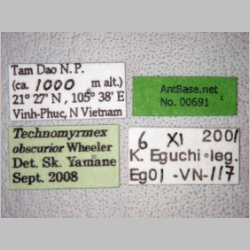 Tam Dao N.P.
(ca. 1000 m alt.)
21° 27' N , 105° 38' E
Vinh-Phuc, N Vietnam
AntBase.net
No. 00691
Technomyrmex
obscurior Wheeler
Det. Sk. Yamane
Sept. 2008
6 XI 2001
K. Eguchi leg.
Eg01 -VN-117